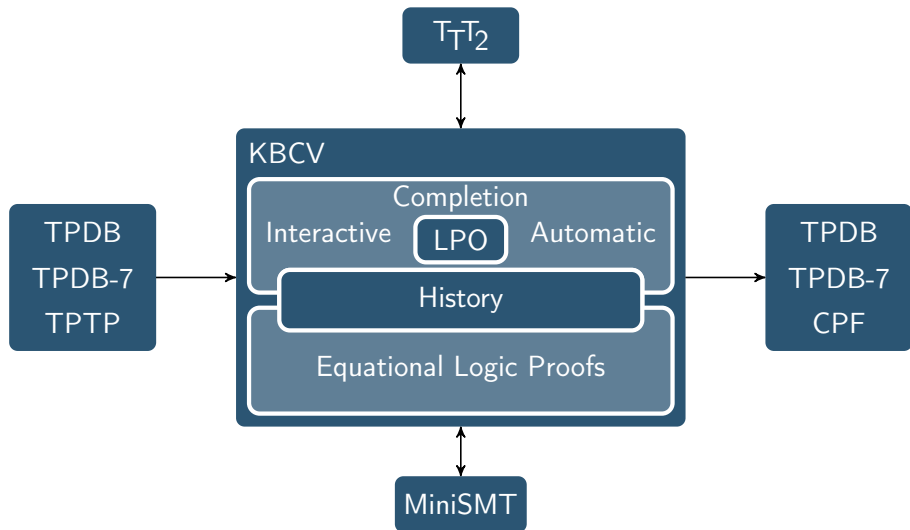 TTT2
KBCV
Completion
Interactive LPO Automatic
TPDB
TPDB-7
TPTP
History
Equational Logic Proofs
TPDB
TPDB-7
CPF
MiniSMT